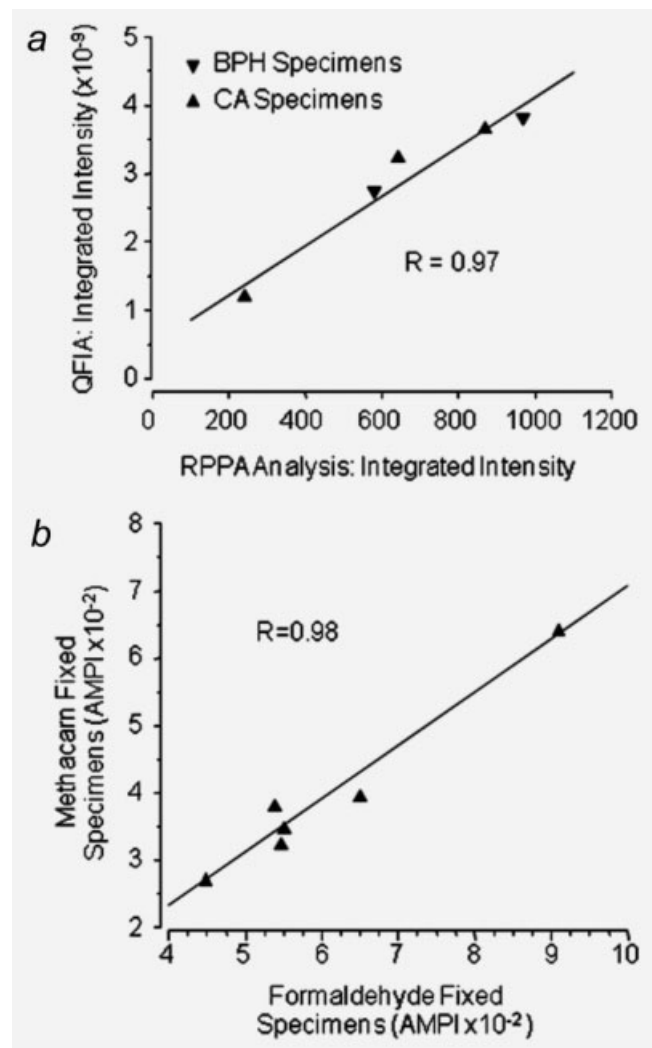 a
QFIA: Integrated Intensity (x10⁻⁹)
5
4
3
2
1
0
▼ BPH Specimens
▲ CA Specimens
R = 0.97
0 200 400 600 800 1000 1200
RPPA Analysis: Integrated Intensity
b
Methacarn Fixed
Specimens (AMPI x10⁻²)
8
7
6
5
4
3
2
R=0.98
4 5 6 7 8 9 10
Formaldehyde Fixed
Specimens (AMPI x10⁻²)